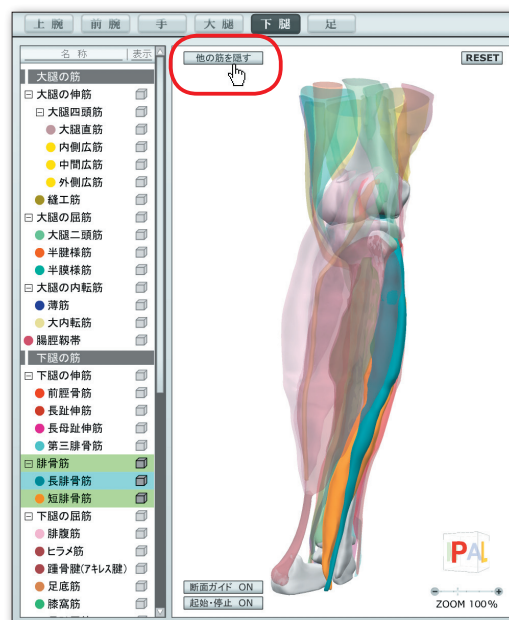 上腕 前腕 手 大腿 下腿 足
名称 表示
大腿の筋
大腿の伸筋
大腿四頭筋
大腿直筋
内側広筋
中間広筋
外側広筋
縫工筋
大腿の屈筋
大腿二頭筋
半腱様筋
半膜様筋
大腿の内転筋
薄筋
大内転筋
腸脛靱帯
下腿の筋
下腿の伸筋
前脛骨筋
長趾伸筋
長母趾伸筋
第三腓骨筋
腓骨筋
長腓骨筋
短腓骨筋
下腿の屈筋
腓腹筋
ヒラメ筋
踵骨腱(アキレス腱)
足底筋
膝窩筋
他の筋を隠す
RESET
断面ガイド ON
起始・停止 ON
P A L
ZOOM 100%